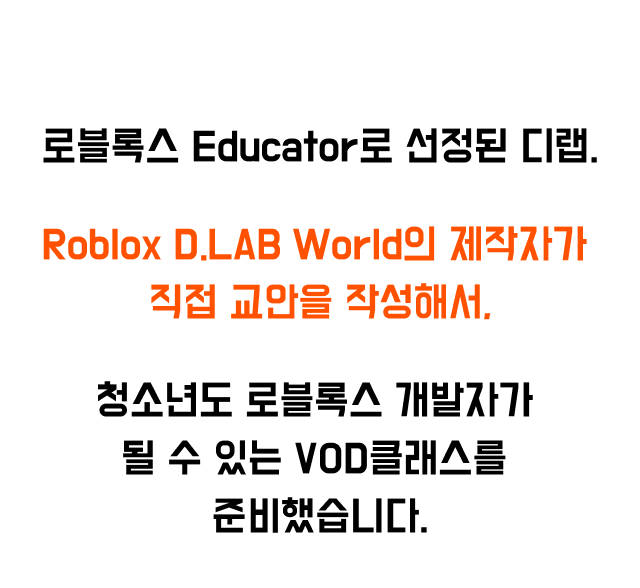 로블록스 Educator로 선정된 디랩.
Roblox D.LAB World의 제작자가
직접 교안을 작성해서,
청소년도 로블록스 개발자가
될 수 있는 VOD클래스를
준비했습니다.